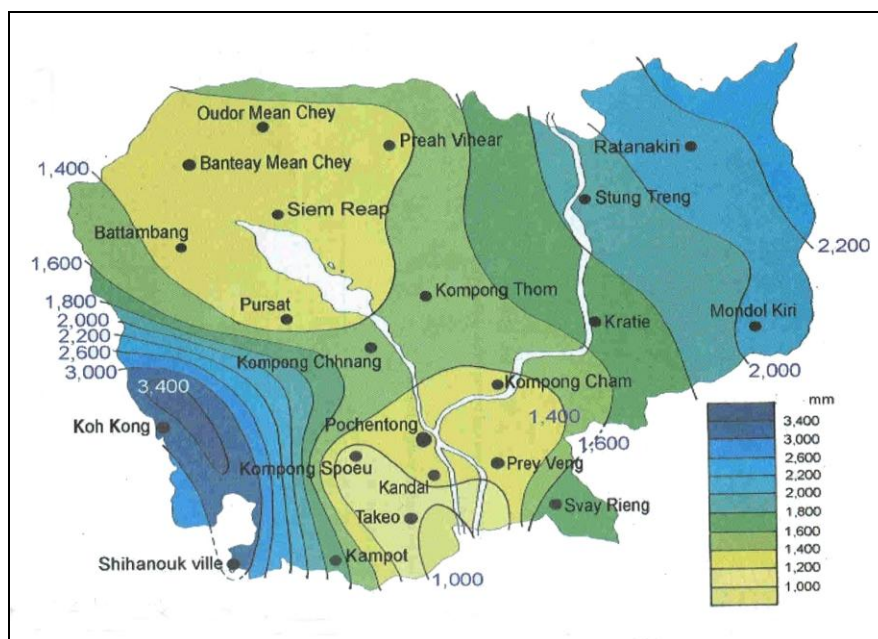 Oudor Mean Chey
Preah Vihear
Ratanakiri
Banteay Mean Chey
1,400
Stung Treng
Siem Reap
Battambang
2,200
1,600
Kompong Thom
1,800
Pursat
Mondol Kiri
2,000
Kratie
2,200
Kompong Chhnang
2,600
2,000
3,000
3,400
Kompong Cham
mm
1,400
3,400
Koh Kong
Pochentong
3,000
1,600
2,600
Kompong Spoeu
Prey Veng
2,200
Kandal
2,000
Svay Rieng
1,800
Takeo
1,600
1,400
Shihanouk ville
Kampot
1,200
1,000
1,000